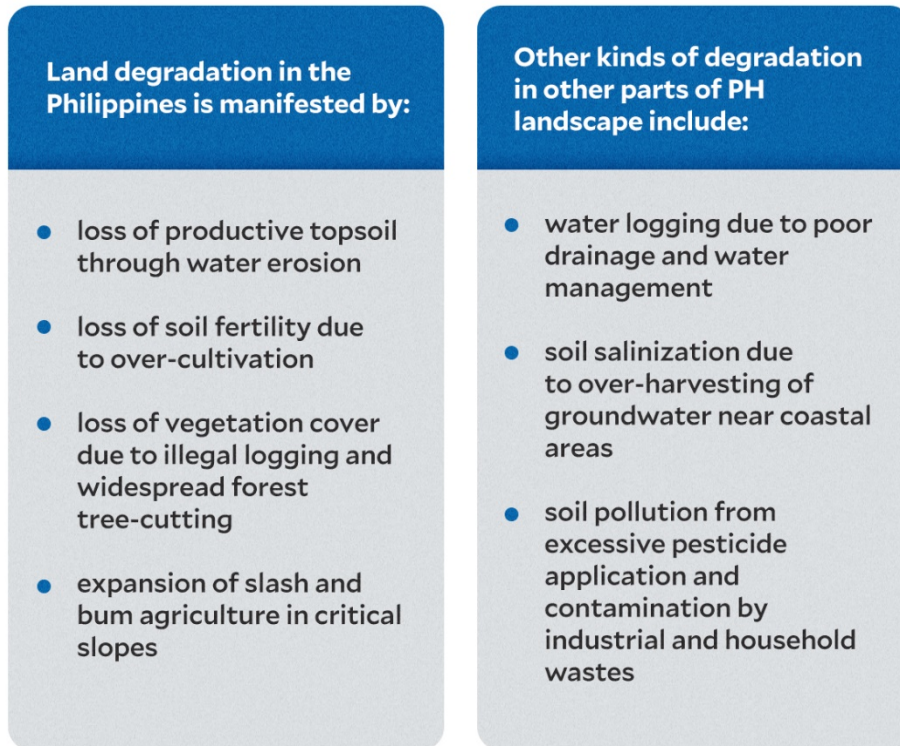 Land degradation in the
Philippines is manifested by:
loss of productive topsoil
through water erosion
loss of soil fertility due
to over-cultivation
loss of vegetation cover
due to illegal logging and
widespread forest
tree-cutting
expansion of slash and
bum agriculture in critical
slopes
Other kinds of degradation
in other parts of PH
landscape include:
water logging due to poor
drainage and water
management
soil salinization due
to over-harvesting of
groundwater near coastal
areas
soil pollution from
excessive pesticide
application and
contamination by
industrial and household
wastes